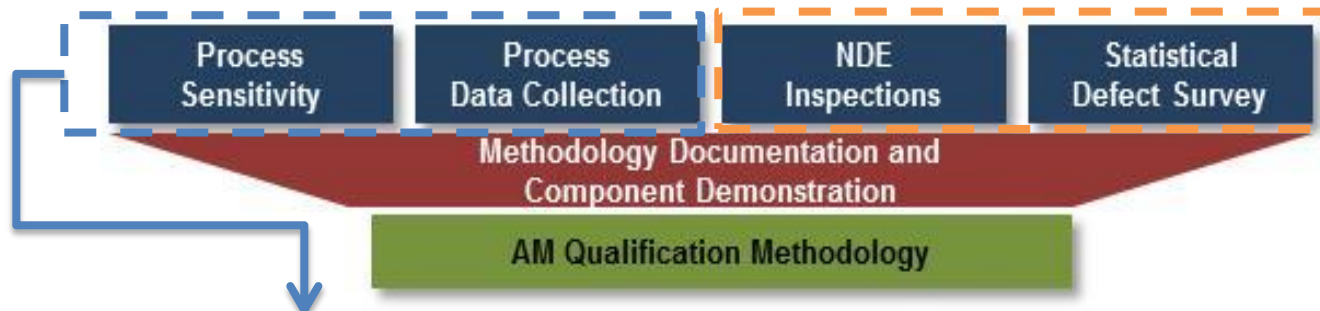 Process
Sensitivity
Process
Data Collection
NDE
Inspections
Statistical
Defect Survey
Methodology Documentation and
Component Demonstration
AM Qualification Methodology